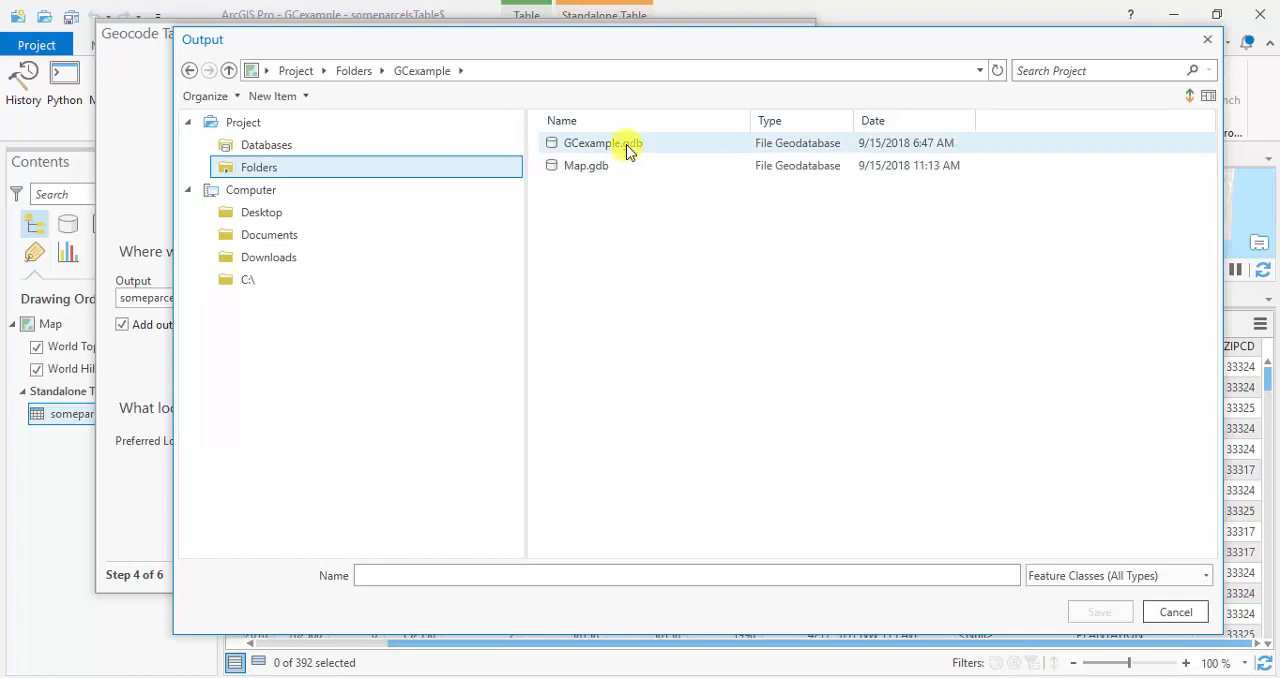 ArcGIS Pro - GCexample - someparcelsTable$
Table
Standalone Table
?
Project
History
Python
Geocode Ta
Output
Project
Folders
GCexample
Search Project
Organize
New Item
Name
Type
Date
Project
Databases
Folders
Computer
Desktop
Documents
Downloads
C:\
GCexample.gdb
File Geodatabase
9/15/2018 6:47 AM
Map.gdb
File Geodatabase
9/15/2018 11:13 AM
Contents
Search
Drawing Ord
Map
World Top
World Hil
Standalone T
somepar
Where w
Output
someparce
Add out
What loc
Preferred Lo
Step 4 of 6
Name
Feature Classes (All Types)
Save
Cancel
ZIPCD
33324
33324
33325
33324
33324
33317
33324
33325
33317
33317
33324
33324
33324
33325
PLANTATION
0 of 392 selected
Filters:
- + 100 %